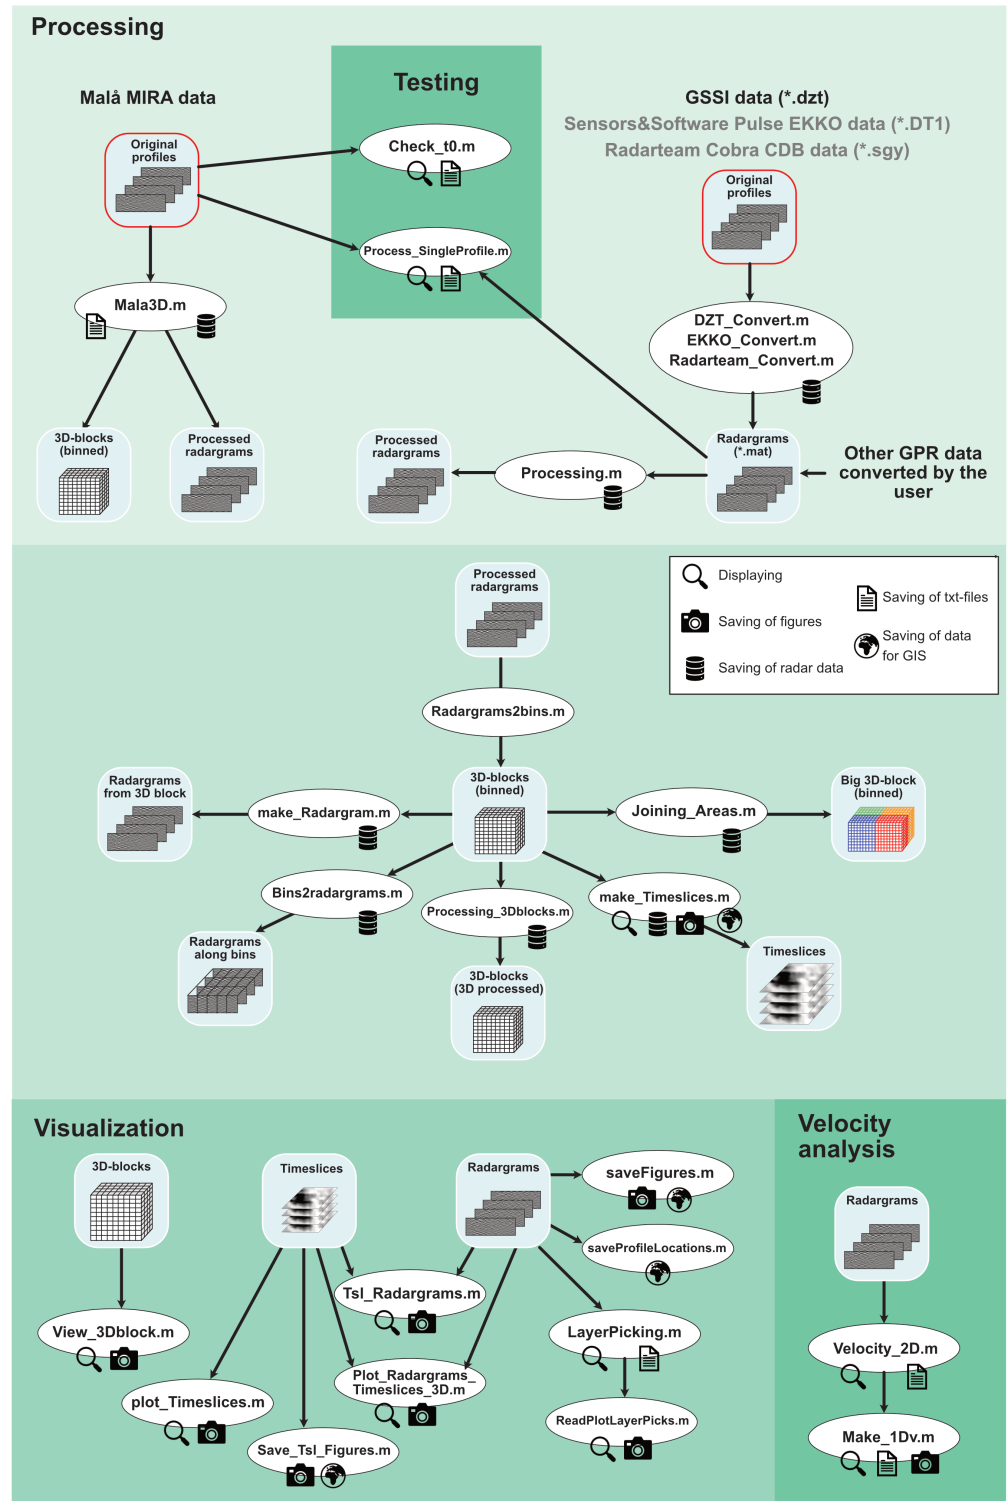 Processing
Testing
Malå MIRA data
GSSI data (*.dzt)
Sensors&Software Pulse EKKO data (*.DT1)
Radarteam Cobra CDB data (*.sgy)
Original
profiles
Check_t0.m
Original
profiles
Process_SingleProfile.m
Mala3D.m
DZT_Convert.m
EKKO_Convert.m
Radarteam_Convert.m
3D-blocks
(binned)
Processed
radargrams
Processed
radargrams
Processing.m
Radargrams
(*.mat)
Other GPR data
converted by the
user
Processed
radargrams
Displaying
Saving of figures
Saving of radar data
Saving of txt-files
Saving of data
for GIS
Radargrams2bins.m
Radargrams
from 3D block
make_Radargram.m
3D-blocks
(binned)
Joining_Areas.m
Big 3D-block
(binned)
Bins2radargrams.m
Processing_3Dblocks.m
make_Timeslices.m
Radargrams
along bins
3D-blocks
(3D processed)
Timeslices
Visualization
3D-blocks
Timeslices
Radargrams
saveFigures.m
saveProfileLocations.m
Tsl_Radargrams.m
View_3Dblock.m
LayerPicking.m
plot_Timeslices.m
Plot_Radargrams_
Timeslices_3D.m
Save_Tsl_Figures.m
ReadPlotLayerPicks.m
Velocity
analysis
Radargrams
Velocity_2D.m
Make_1Dv.m